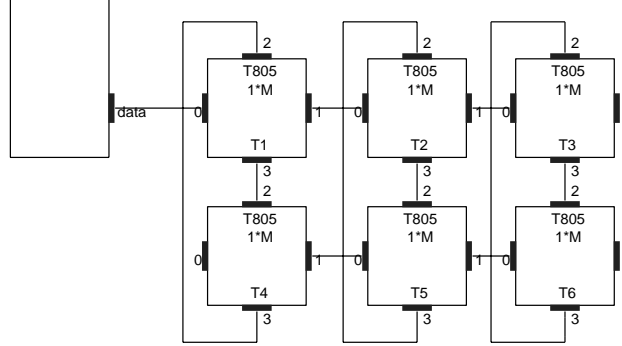 2 2 2
T805 T805 T805
1*M 1*M 1*M
data 0 1 0 1 0
T1 T2 T3
3 3 3
2 2 2
T805 T805 T805
1*M 1*M 1*M
0 1 0 1 0
T4 T5 T6
3 3 3